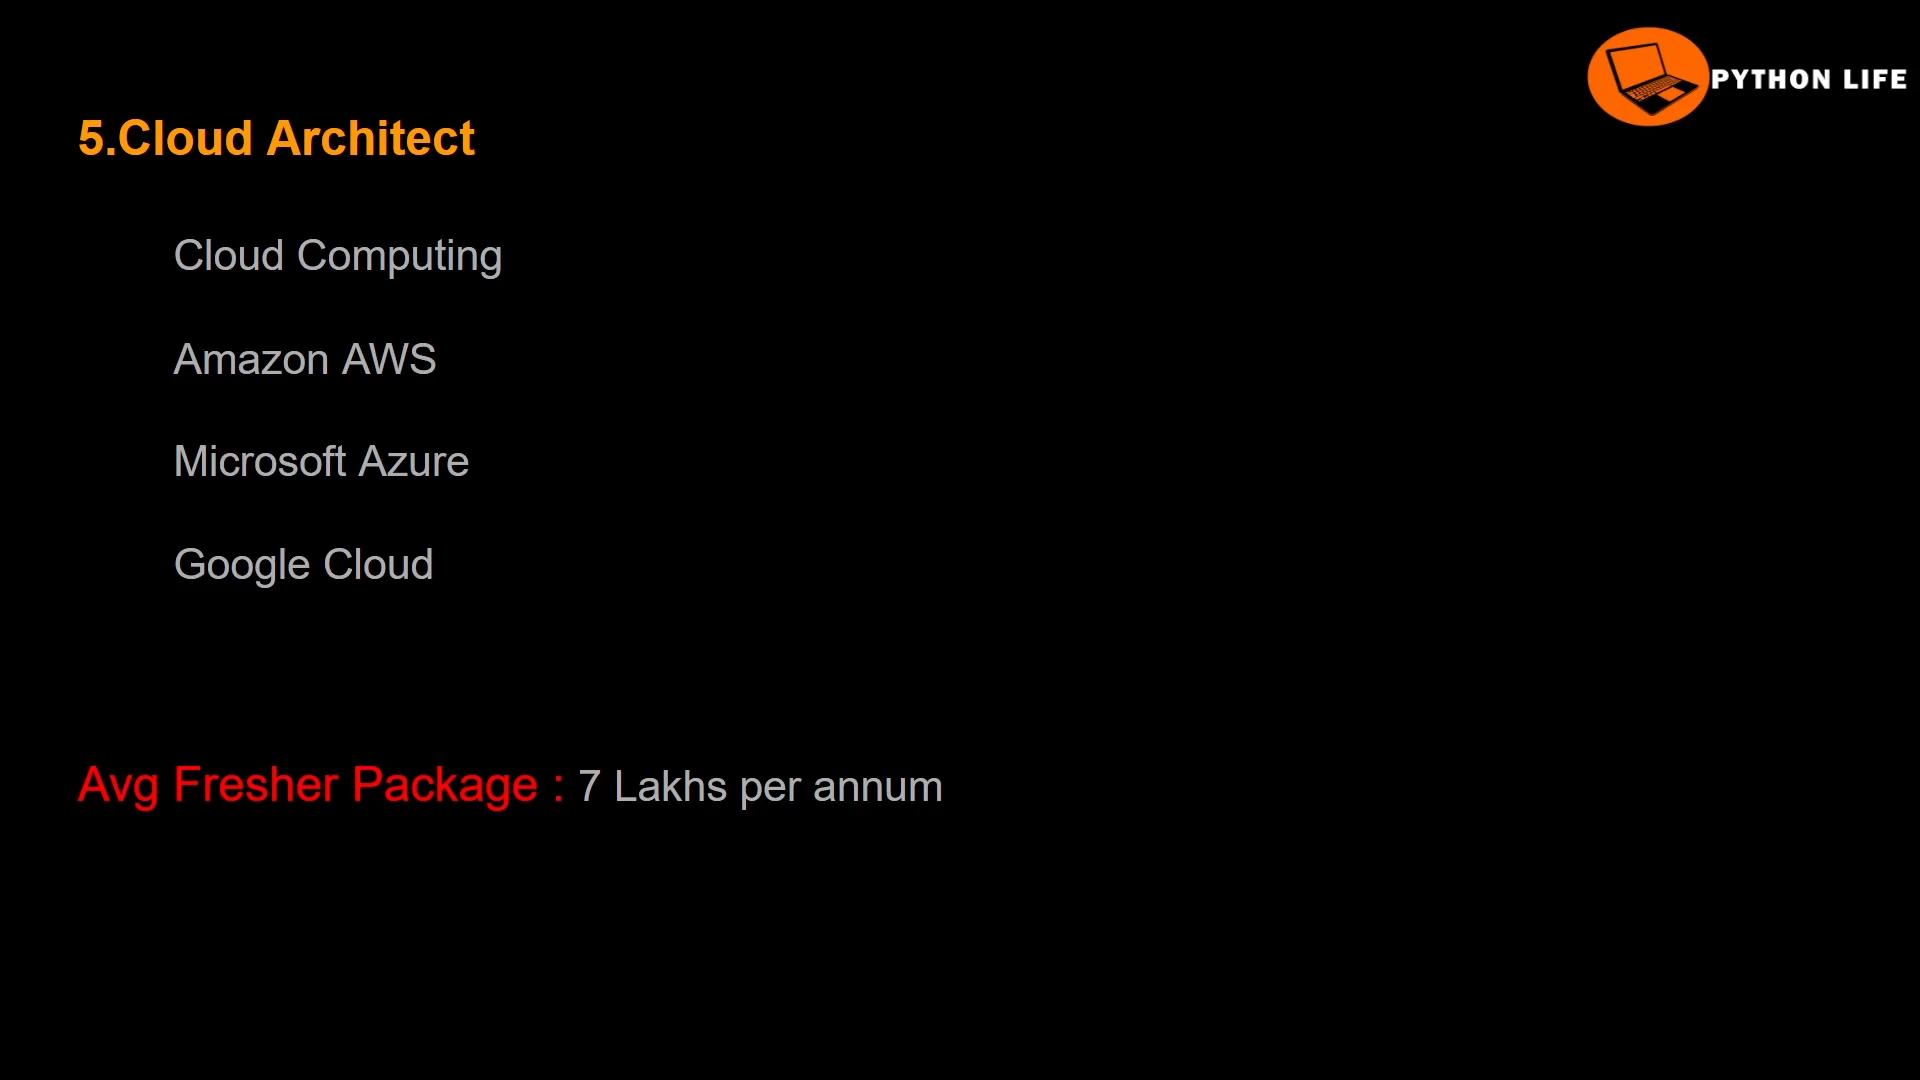 PYTHON LIFE
5.Cloud Architect
Cloud Computing
Amazon AWS
Microsoft Azure
Google Cloud
Avg Fresher Package : 7 Lakhs per annum